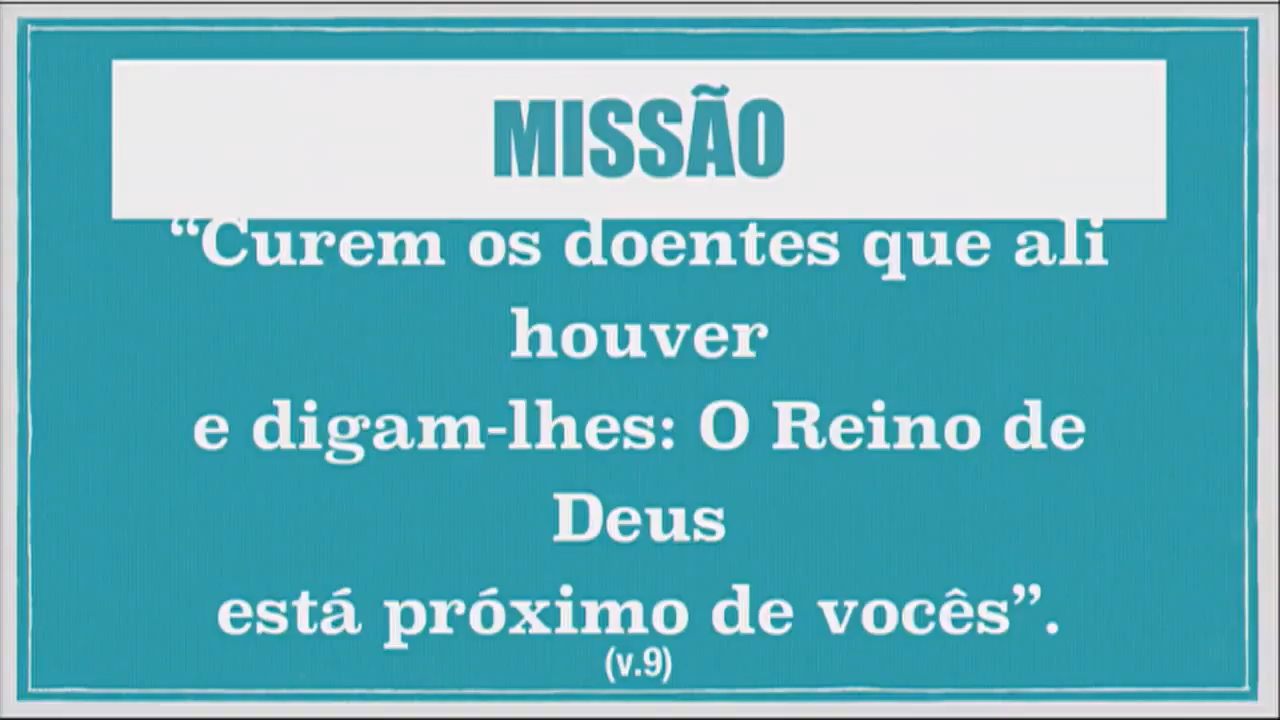 MISSÃO
“Curem os doentes que ali
houver
e digam-lhes: O Reino de
Deus
está próximo de vocês”.
(v.9)